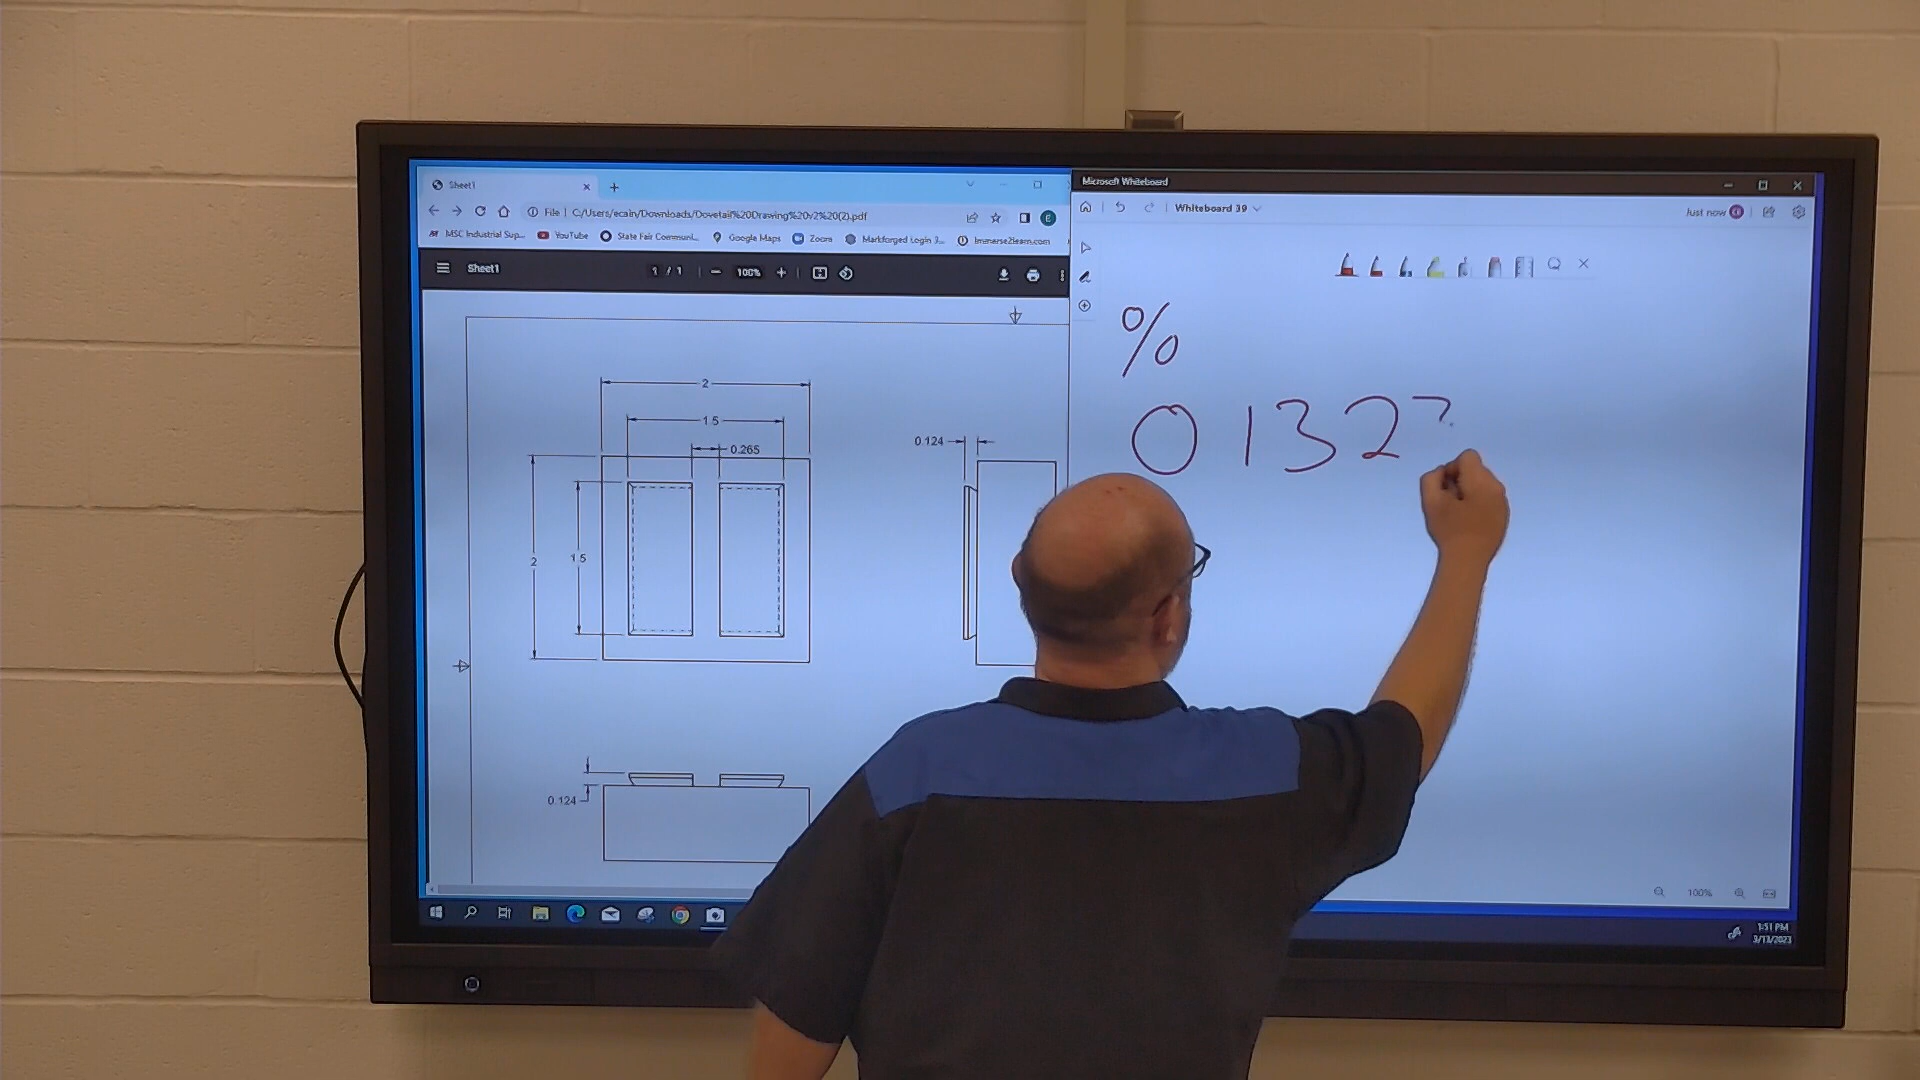 Sheet1
File | C:/Users/ecain/Downloads/Dovetail%20Drawing%20v2%20(2).pdf
MSC Industrial Sup... YouTube State Fair Communi... Google Maps Zoom Markforged Login 3... Immerse2learn.com
Sheet1 1 / 1 100%
2
1.5
0.265
2
1.5
0.124
0.124
Microsoft Whiteboard
Whiteboard 39 Just now
%
0132
100%
1:51 PM
3/13/2023